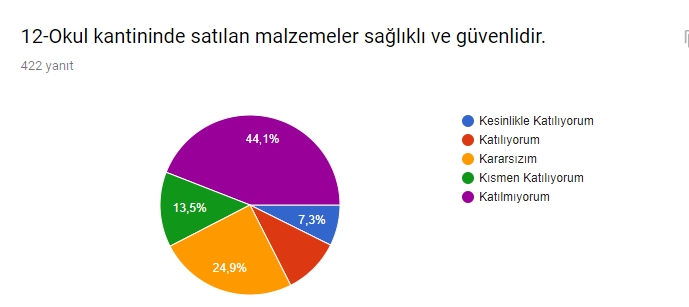 12-Okul kantininde satılan malzemeler sağlıklı ve güvenlidir.
422 yanıt
44,1%
13,5%
7,3%
24,9%
Kesinlikle Katılıyorum
Katılıyorum
Kararsızım
Kısmen Katılıyorum
Katılmıyorum